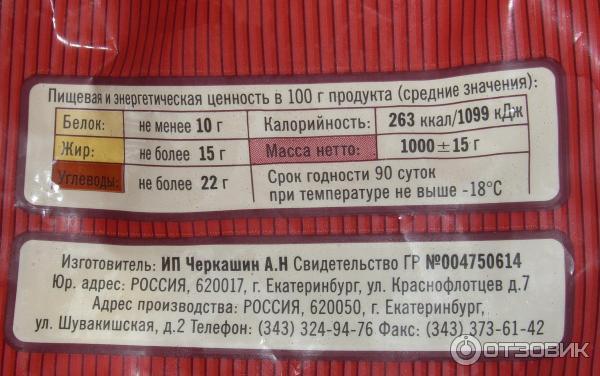 Пищевая и энергетическая ценность в 100 г продукта (средние значения):
Белок: не менее 10 г Калорийность: 263 ккал/1099 кДж
Жир: не более 15 г Масса нетто: 1000 ± 15 г
Углеводы: не более 22 г Срок годности 90 суток
при температуре не выше -18°С
Изготовитель: ИП Черкашин А.Н Свидетельство ГР №004750614
Юр. адрес: РОССИЯ, 620017, г. Екатеринбург, ул. Краснофлотцев д.7
Адрес производства: РОССИЯ, 620050, г. Екатеринбург,
ул. Шувакишская, д.2 Телефон: (343) 324-94-76 Факс: (343) 373-61-42
ОТЗОВИК